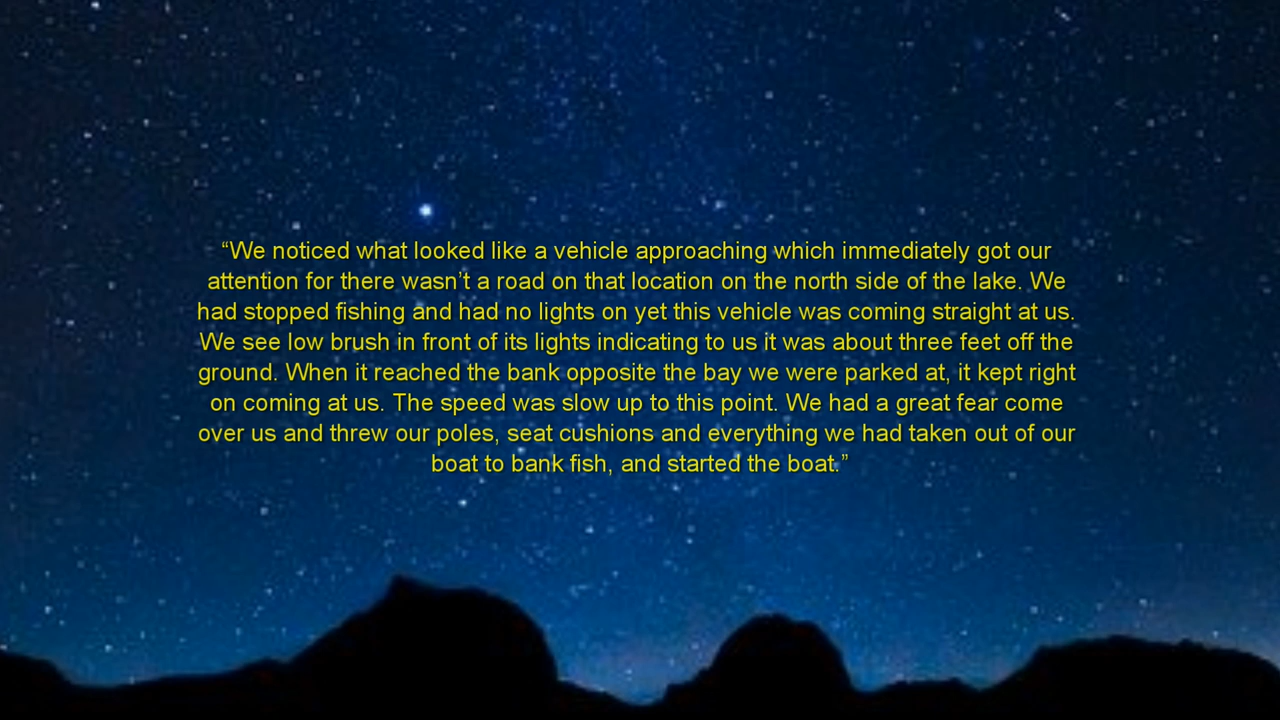 “We noticed what looked like a vehicle approaching which immediately got our
attention for there wasn’t a road on that location on the north side of the lake. We
had stopped fishing and had no lights on yet this vehicle was coming straight at us.
We see low brush in front of its lights indicating to us it was about three feet off the
ground. When it reached the bank opposite the bay we were parked at, it kept right
on coming at us. The speed was slow up to this point. We had a great fear come
over us and threw our poles, seat cushions and everything we had taken out of our
boat to bank fish, and started the boat.”